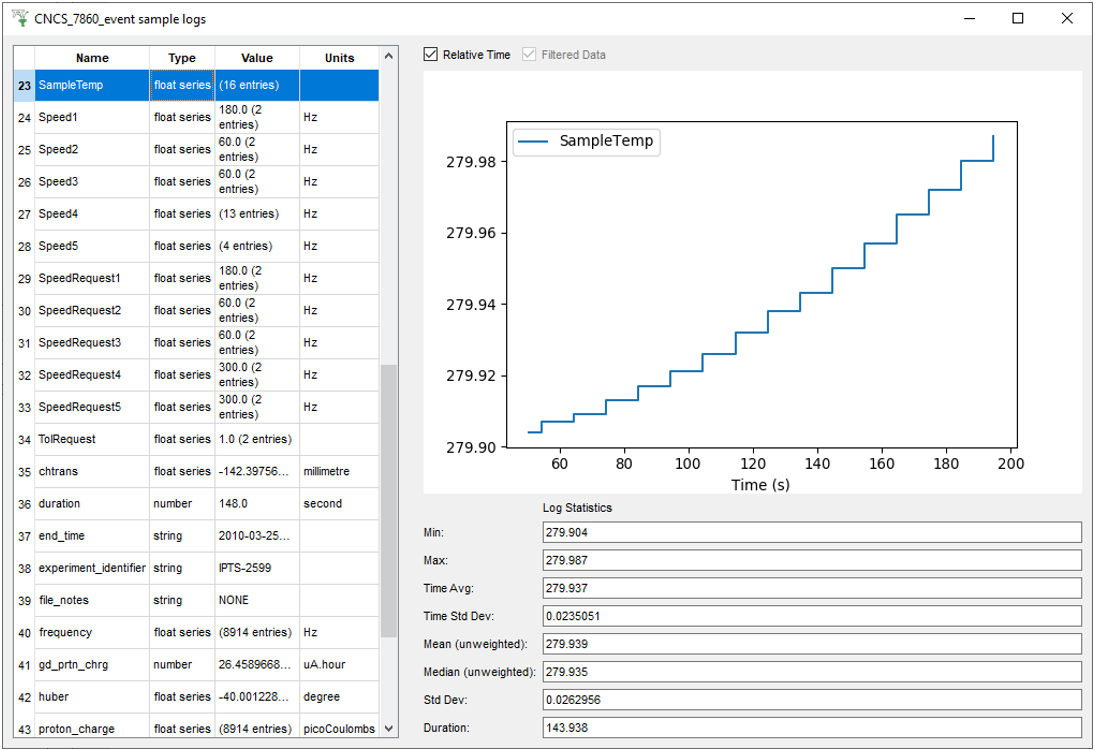 CNCS_7860_event sample logs
Name Type Value Units
23 SampleTemp float series (16 entries)
24 Speed1 float series 180.0 (2 entries) Hz
25 Speed2 float series 60.0 (2 entries) Hz
26 Speed3 float series 60.0 (2 entries) Hz
27 Speed4 float series (13 entries) Hz
28 Speed5 float series (4 entries) Hz
29 SpeedRequest1 float series 180.0 (2 entries) Hz
30 SpeedRequest2 float series 60.0 (2 entries) Hz
31 SpeedRequest3 float series 60.0 (2 entries) Hz
32 SpeedRequest4 float series 300.0 (2 entries) Hz
33 SpeedRequest5 float series 300.0 (2 entries) Hz
34 TolRequest float series 1.0 (2 entries)
35 chtrans float series -142.39756... millimetre
36 duration number 148.0 second
37 end_time string 2010-03-25...
38 experiment_identifier string IPTS-2599
39 file_notes string NONE
40 frequency float series (8914 entries) Hz
41 gd_prtn_chrg number 26.4589668... uA.hour
42 huber float series -40.001228... degree
43 proton_charge float series (8914 entries) picoCoulombs
Relative Time Filtered Data
SampleTemp
279.98
279.96
279.94
279.92
279.90
60 80 100 120 140 160 180 200
Time (s)
Log Statistics
Min: 279.904
Max: 279.987
Time Avg: 279.937
Time Std Dev: 0.0235051
Mean (unweighted): 279.939
Median (unweighted): 279.935
Std Dev: 0.0262956
Duration: 143.938